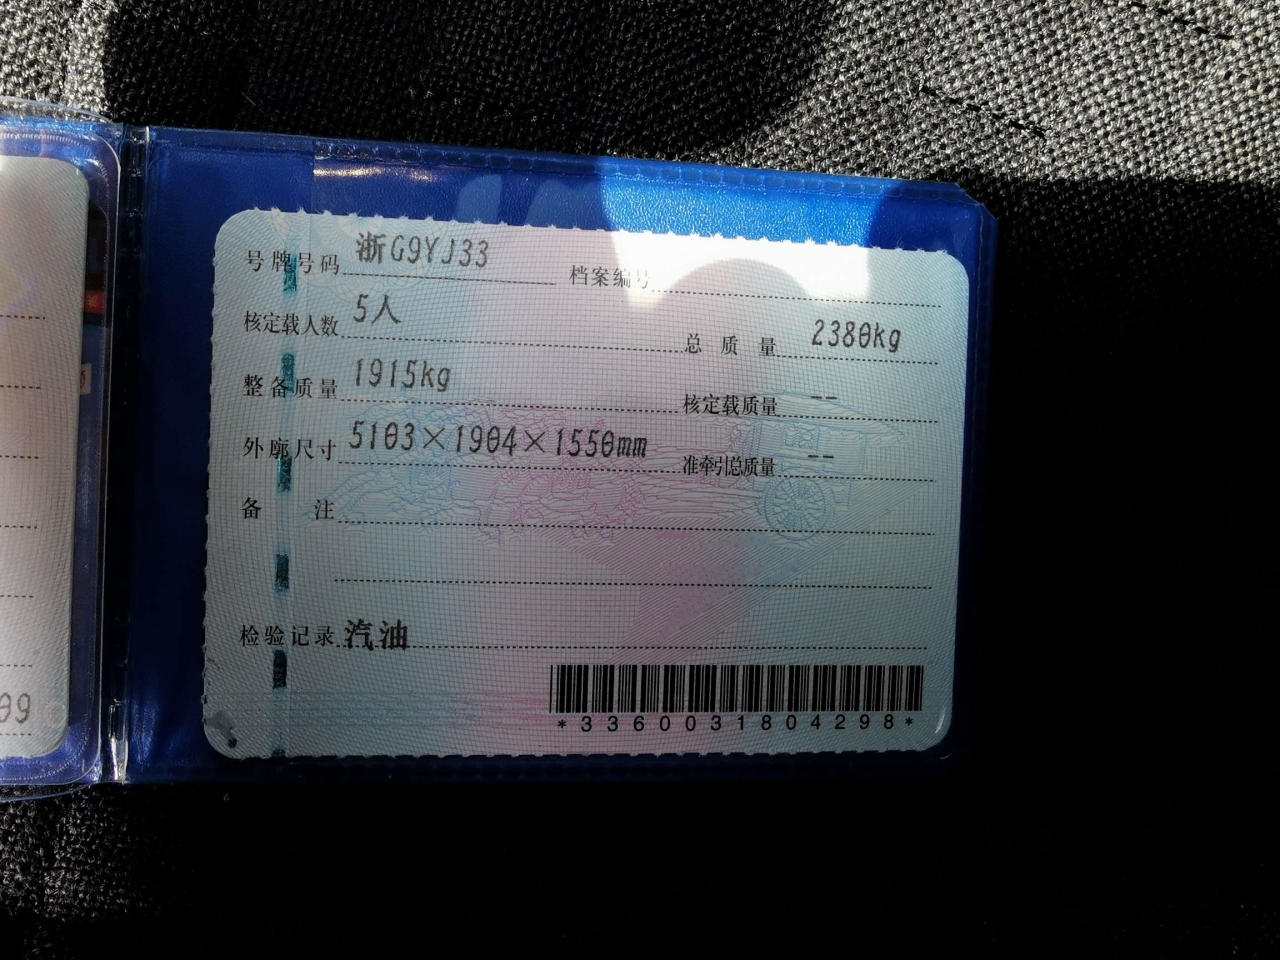 号牌号码 浙G9YJ33 档案编号
核定载人数 5人 总质量 2380kg
整备质量 1915kg 核定载质量 --
外廓尺寸 5103×1904×1550mm 准牵引总质量 --
备注
检验记录 汽油
*3360031804298*
09